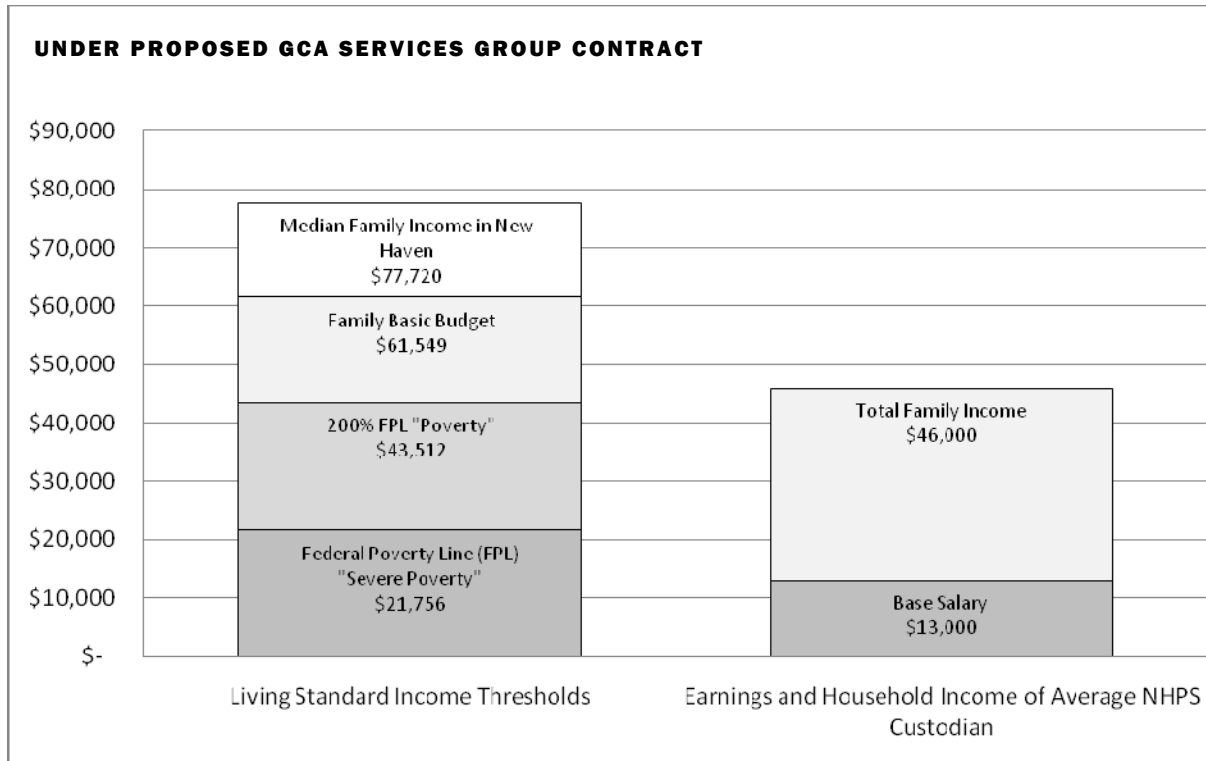 UNDER PROPOSED GCA SERVICES GROUP CONTRACT
$90,000
$80,000
$70,000
$60,000
$50,000
$40,000
$30,000
$20,000
$10,000
$-
Median Family Income in New
Haven
$77,720
Family Basic Budget
$61,549
200% FPL "Poverty"
$43,512
Federal Poverty Line (FPL)
"Severe Poverty"
$21,756
Total Family Income
$46,000
Base Salary
$13,000
Living Standard Income Thresholds
Earnings and Household Income of Average NHPS
Custodian